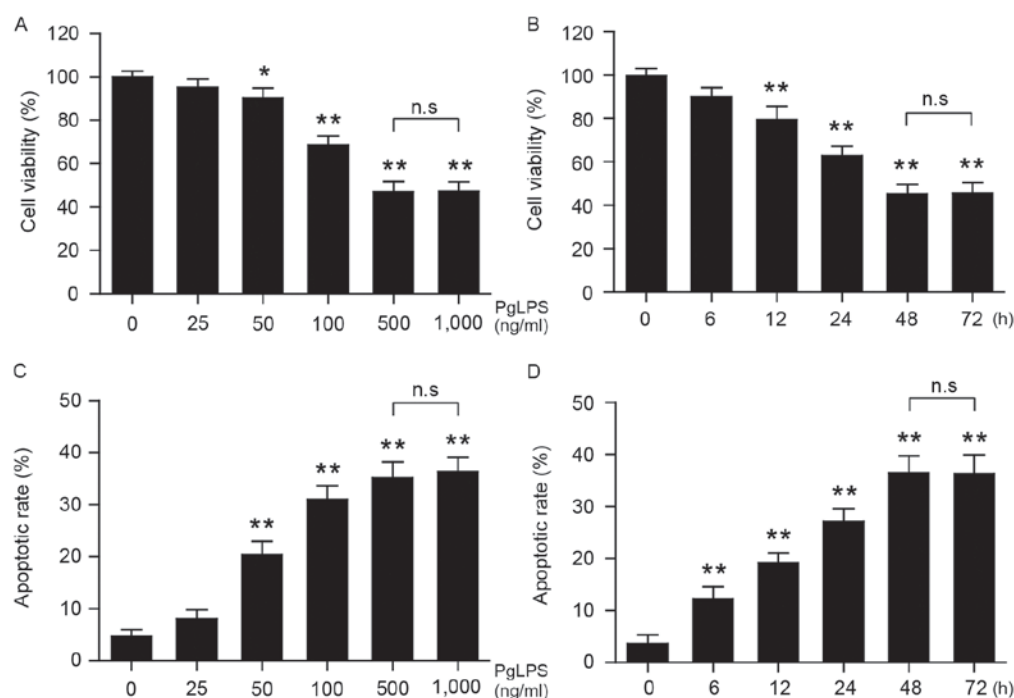 A
Cell viability (%)
120
100
80
60
40
20
0
*
**
**
**
n.s
0 25 50 100 500 1,000 PgLPS (ng/ml)
B
Cell viability (%)
120
100
80
60
40
20
0
**
**
**
**
n.s
0 6 12 24 48 72 (h)
C
Apoptotic rate (%)
50
40
30
20
10
0
**
**
**
**
n.s
0 25 50 100 500 1,000 PgLPS (ng/ml)
D
Apoptotic rate (%)
50
40
30
20
10
0
**
**
**
**
**
n.s
0 6 12 24 48 72 (h)